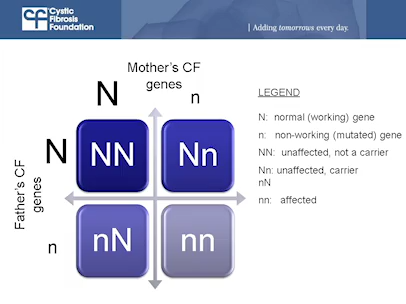 Cystic
Fibrosis
Foundation
Adding tomorrows every day.
Mother's CF
genes
N
n
Father's CF
genes
N
n
NN
Nn
nN
nn
LEGEND
N: normal (working) gene
n: non-working (mutated) gene
NN: unaffected, not a carrier
Nn: unaffected, carrier
nN
nn: affected